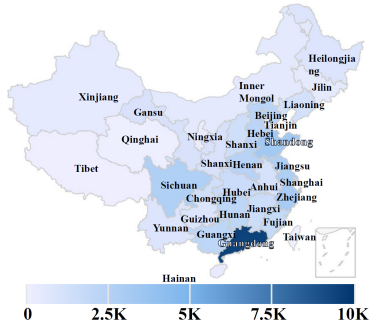 Heilongjia
ng
Jilin
Inner
Mongol
Xinjiang
Liaoning
Gansu
Beijing
Tianjin
Hebei
Ningxia
Shandong
Qinghai
Shanxi
Shanxi
Henan
Jiangsu
Tibet
Sichuan
Anhui
Shanghai
Hubei
Chongqing
Zhejiang
Jiangxi
Hunan
Guizhou
Fujian
Yunnan
Guangxi
Taiwan
Guangdong
Hainan
0 2.5K 5K 7.5K 10K